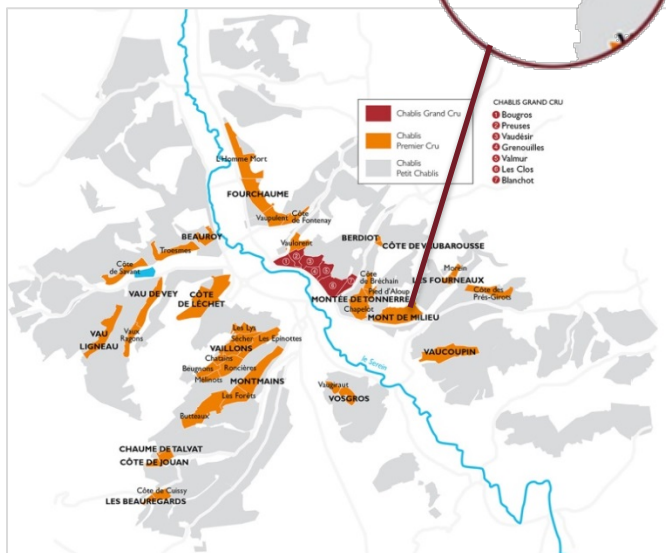 Chablis Grand Cru
Chablis
Premier Cru
Chablis
Petit Chablis
CHABLIS GRAND CRU
1 Bougros
2 Preuses
3 Vaudésir
4 Grenouilles
5 Valmur
6 Les Clos
7 Blanchot
L'Homme Mort
FOURCHAUME
Vaupulent
Côte
de Fontenay
BEAUROY
Troesmes
Vaulorent
BERDIOT
CÔTE DE VAUBAROUSSE
Côte
de Savant
VAU DE VEY
CÔTE
DE LÉCHET
Côte
de Bréchain
Pied d'Aloup
MONTÉE DE TONNERRE
Chapelot
MONT DE MILIEU
Morein
LES FOURNEAUX
Côte des
Prés-Girots
VAU
LIGNEAU
Vaux
Ragons
Les Lys
Sécher
Les Épinottes
VAILLONS
Chatains
Beugnons
Roncières
Mélinots
MONTMAINS
Les Forêts
Butteaux
le Serein
VAUCOUPIN
Vaugiraut
VOSGROS
CHAUME DE TALVAT
CÔTE DE JOUAN
Côte de Cuissy
LES BEAUREGARDS